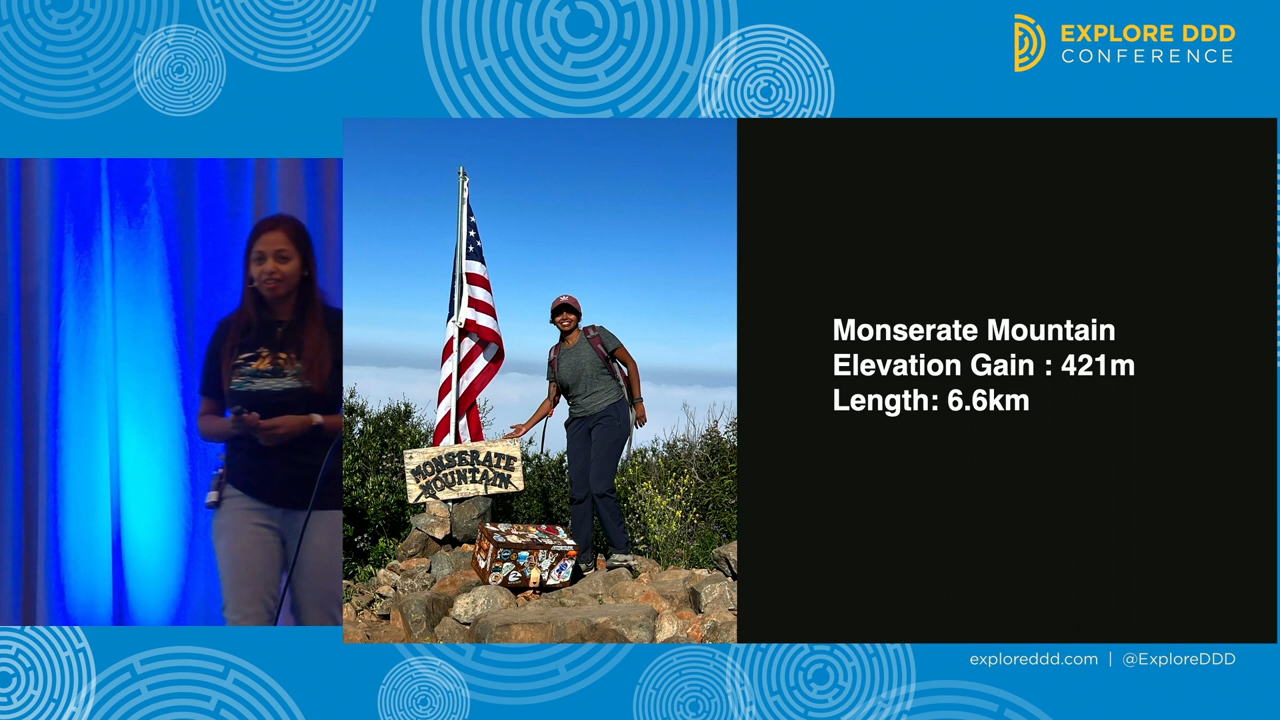 EXPLORE DDD
CONFERENCE
MONSERATE
MOUNTAIN
Monserate Mountain
Elevation Gain : 421m
Length: 6.6km
exploreddd.com | @ExploreDDD